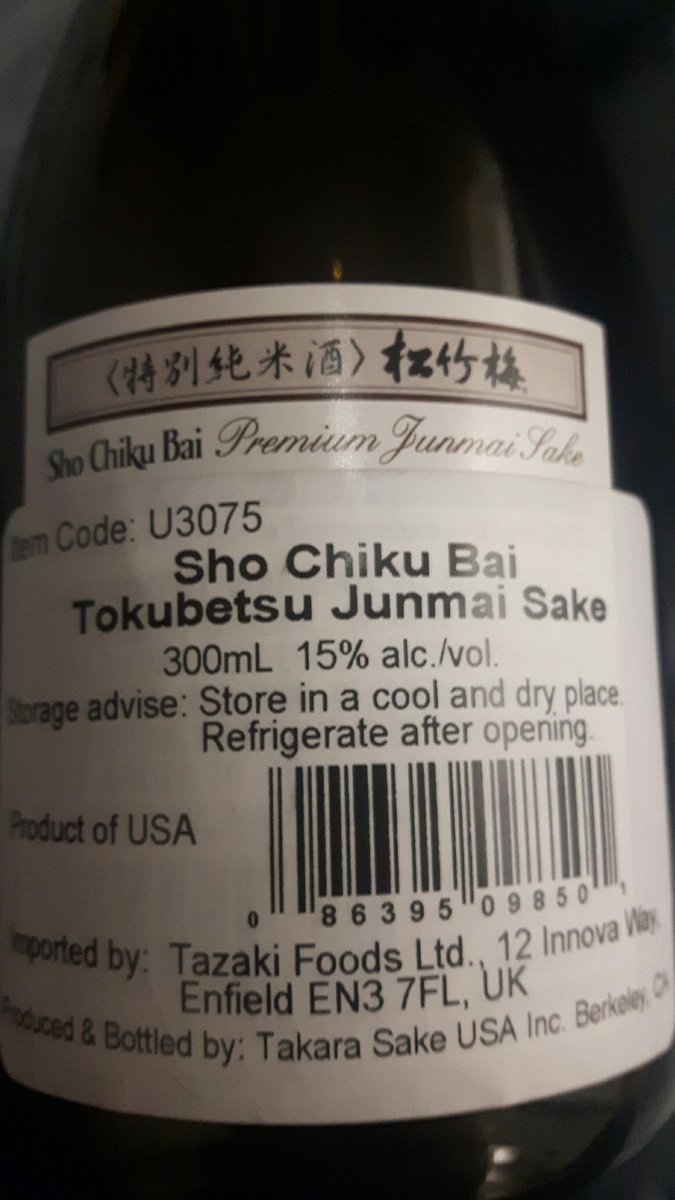 〈特別純米酒〉松竹梅
Sho Chiku Bai Premium Junmai Sake
Item Code: U3075
Sho Chiku Bai
Tokubetsu Junmai Sake
300mL 15% alc./vol.
Storage advise: Store in a cool and dry place.
Refrigerate after opening.
Product of USA
0 86395 09850 1
Imported by: Tazaki Foods Ltd., 12 Innova Way,
Enfield EN3 7FL, UK
Produced & Bottled by: Takara Sake USA Inc. Berkeley, CA